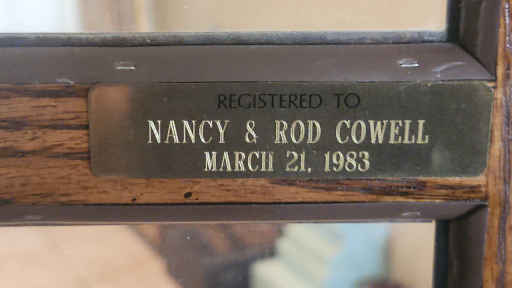 REGISTERED TO
NANCY & ROD COWELL
MARCH 21, 1983